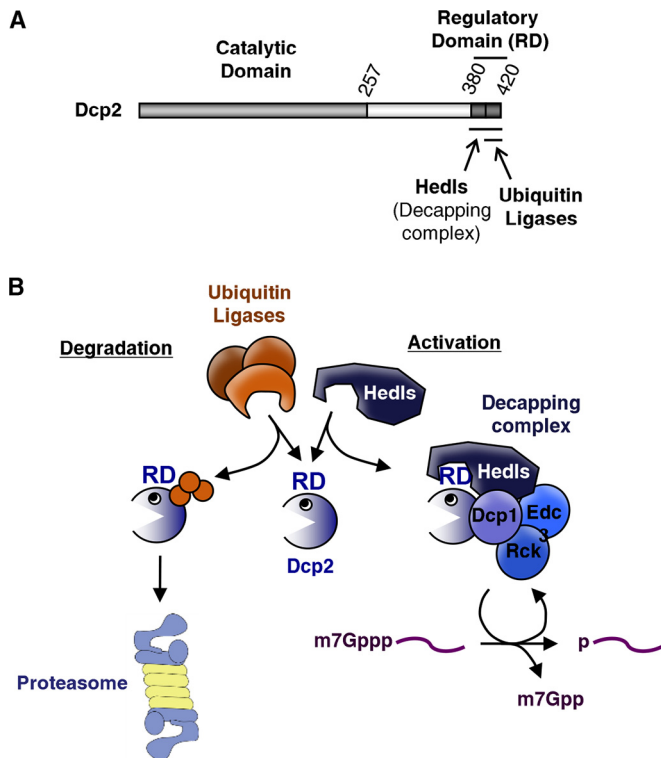 A
Catalytic
Domain
Regulatory
Domain (RD)
257
380
420
Dcp2
Hedls
(Decapping
complex)
Ubiquitin
Ligases
B
Ubiquitin
Ligases
Degradation
Activation
Hedls
Decapping
complex
RD
RD
Dcp2
RD
Hedls
Dcp1
Edc
3
Rck
Proteasome
m7Gppp
p
m7Gpp